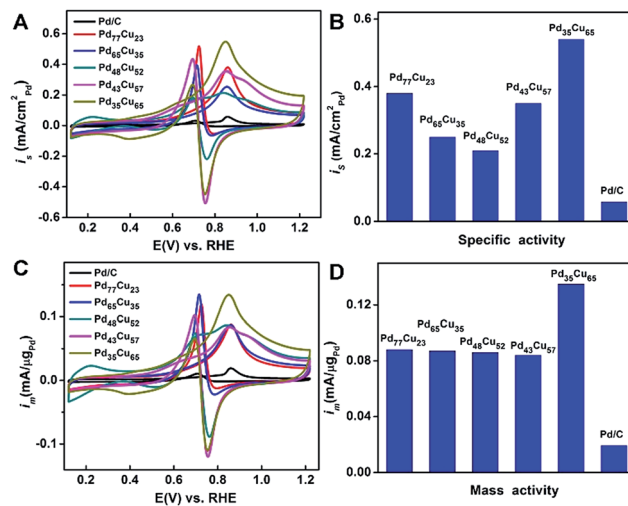 A
Pd/C
Pd77Cu23
Pd65Cu35
Pd48Cu52
Pd43Cu57
Pd35Cu65
is (mA/cm2Pd)
0.6
0.4
0.2
0.0
-0.2
-0.4
-0.6
0.2 0.4 0.6 0.8 1.0 1.2
E(V) vs. RHE
B
iS (mA/cm2Pd)
0.6
0.4
0.2
0.0
Pd77Cu23
Pd65Cu35
Pd48Cu52
Pd43Cu57
Pd35Cu65
Pd/C
Specific activity
C
Pd/C
Pd77Cu23
Pd65Cu35
Pd48Cu52
Pd43Cu57
Pd35Cu65
im(mA/μgPd)
0.1
0.0
-0.1
0.2 0.4 0.6 0.8 1.0 1.2
E(V) vs. RHE
D
im(mA/μgPd)
0.12
0.08
0.04
0.00
Pd77Cu23
Pd65Cu35
Pd48Cu52
Pd43Cu57
Pd35Cu65
Pd/C
Mass activity